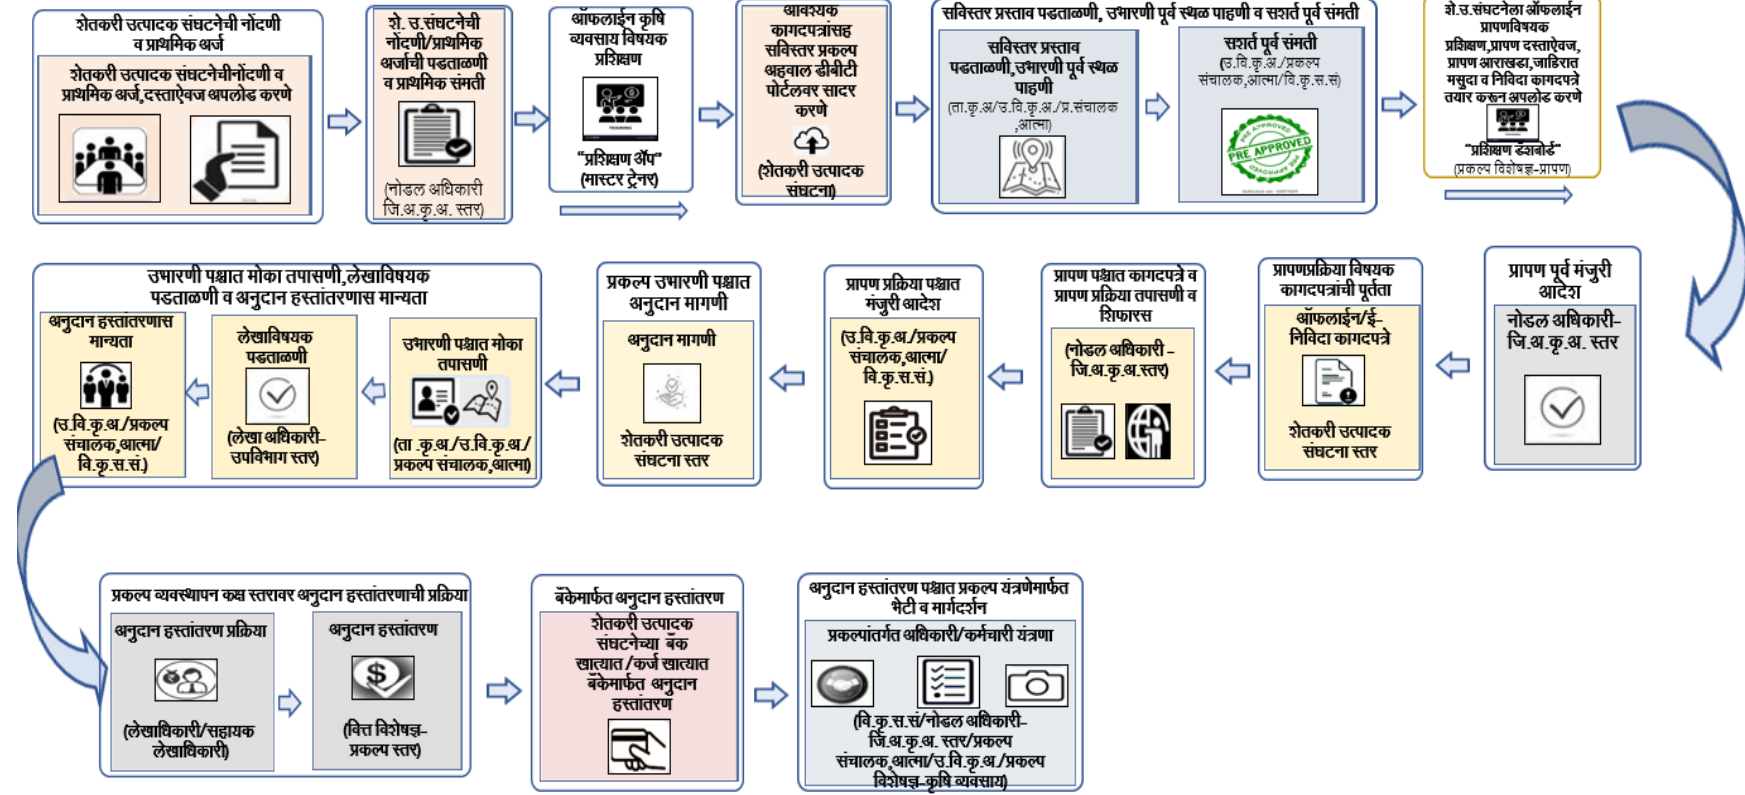 शेतकरी उत्पादक संघटनेची नोंदणी
व प्राथमिक अर्ज
शेतकरी उत्पादक संघटनेचीनोंदणी व
प्राथमिक अर्ज,दस्ताऐवज अपलोड करणे
शे. उ.संघटनेची
नोंदणी/प्राथमिक
अर्जाची पडताळणी
व प्राथमिक संमती
(नोडल अधिकारी
जि.अ.कृ.अ. स्तर)
ऑफलाईन कृषि
व्यवसाय विषयक
प्रशिक्षण
TRAINING
“प्रशिक्षण ॲप”
(मास्टर ट्रेनर)
आवश्यक
कागदपत्रांसह
सविस्तर प्रकल्प
अहवाल डीबीटी
पोर्टलवर सादर
करणे
(शेतकरी उत्पादक
संघटना)
सविस्तर प्रस्ताव पडताळणी, उभारणी पूर्व स्थळ पाहणी व सशर्त पूर्व संमती
सविस्तर प्रस्ताव
पडताळणी,उभारणी पूर्व स्थळ
पाहणी
(ता.कृ.अ/उ.वि.कृ.अ./प्र.संचालक
,आत्मा)
सशर्त पूर्व संमती
(उ.वि.कृ.अ./प्रकल्प
संचालक,आत्मा/वि.कृ.स.सं)
PRE APPROVED
PRE APPROVED
PRE APPROVED
शे.उ.संघटनेला ऑफलाईन
प्रापणविषयक
प्रशिक्षण,प्रापण दस्ताऐवज,
प्रापण आराखडा,जाहिरात
मसुदा व निविदा कागदपत्रे
तयार करून अपलोड करणे
“प्रशिक्षण डॅशबोर्ड“
(प्रकल्प विशेषज्ञ-प्रापण)
प्रापण पूर्व मंजुरी
आदेश
नोडल अधिकारी–
जि.अ.कृ.अ. स्तर
प्रापणप्रक्रिया विषयक
कागदपत्रांची पूर्तता
ऑफलाईन/ई–
निविदा कागदपत्रे
शेतकरी उत्पादक
संघटना स्तर
प्रापण पश्चात कागदपत्रे व
प्रापण प्रक्रिया तपासणी व
शिफारस
(नोडल अधिकारी –
जि.अ.कृ.अ.स्तर)
प्रापण प्रक्रिया पश्चात
मंजुरी आदेश
(उ.वि.कृ.अ./प्रकल्प
संचालक,आत्मा/
वि.कृ.स.सं.)
प्रकल्प उभारणी पश्चात
अनुदान मागणी
अनुदान मागणी
शेतकरी उत्पादक
संघटना स्तर
उभारणी पश्चात मोका तपासणी,लेखाविषयक
पडताळणी व अनुदान हस्तांतरणास मान्यता
उभारणी पश्चात मोका
तपासणी
(ता .कृ.अ./उ.वि.कृ.अ./
प्रकल्प संचालक,आत्मा)
लेखाविषयक
पडताळणी
(लेखा अधिकारी–
उपविभाग स्तर)
अनुदान हस्तांतरणास
मान्यता
(उ.वि.कृ.अ./प्रकल्प
संचालक,आत्मा/
वि.कृ.स.सं.)
प्रकल्प व्यवस्थापन कक्ष स्तरावर अनुदान हस्तांतरणाची प्रक्रिया
अनुदान हस्तांतरण प्रक्रिया
(लेखाधिकारी/सहायक
लेखाधिकारी)
अनुदान हस्तांतरण
$
(वित्त विशेषज्ञ–
प्रकल्प स्तर)
बँकेमार्फत अनुदान हस्तांतरण
शेतकरी उत्पादक
संघटनेच्या बँक
खात्यात /कर्ज खात्यात
बँकेमार्फत अनुदान
हस्तांतरण
अनुदान हस्तांतरण पश्चात प्रकल्प यंत्रणेमार्फत
भेटी व मार्गदर्शन
प्रकल्पांतर्गत अधिकारी/कर्मचारी यंत्रणा
(वि.कृ.स.सं/नोडल अधिकारी–
जि.अ.कृ.अ. स्तर/प्रकल्प
संचालक,आत्मा/उ.वि.कृ.अ./प्रकल्प
विशेषज्ञ–कृषि व्यवसाय)